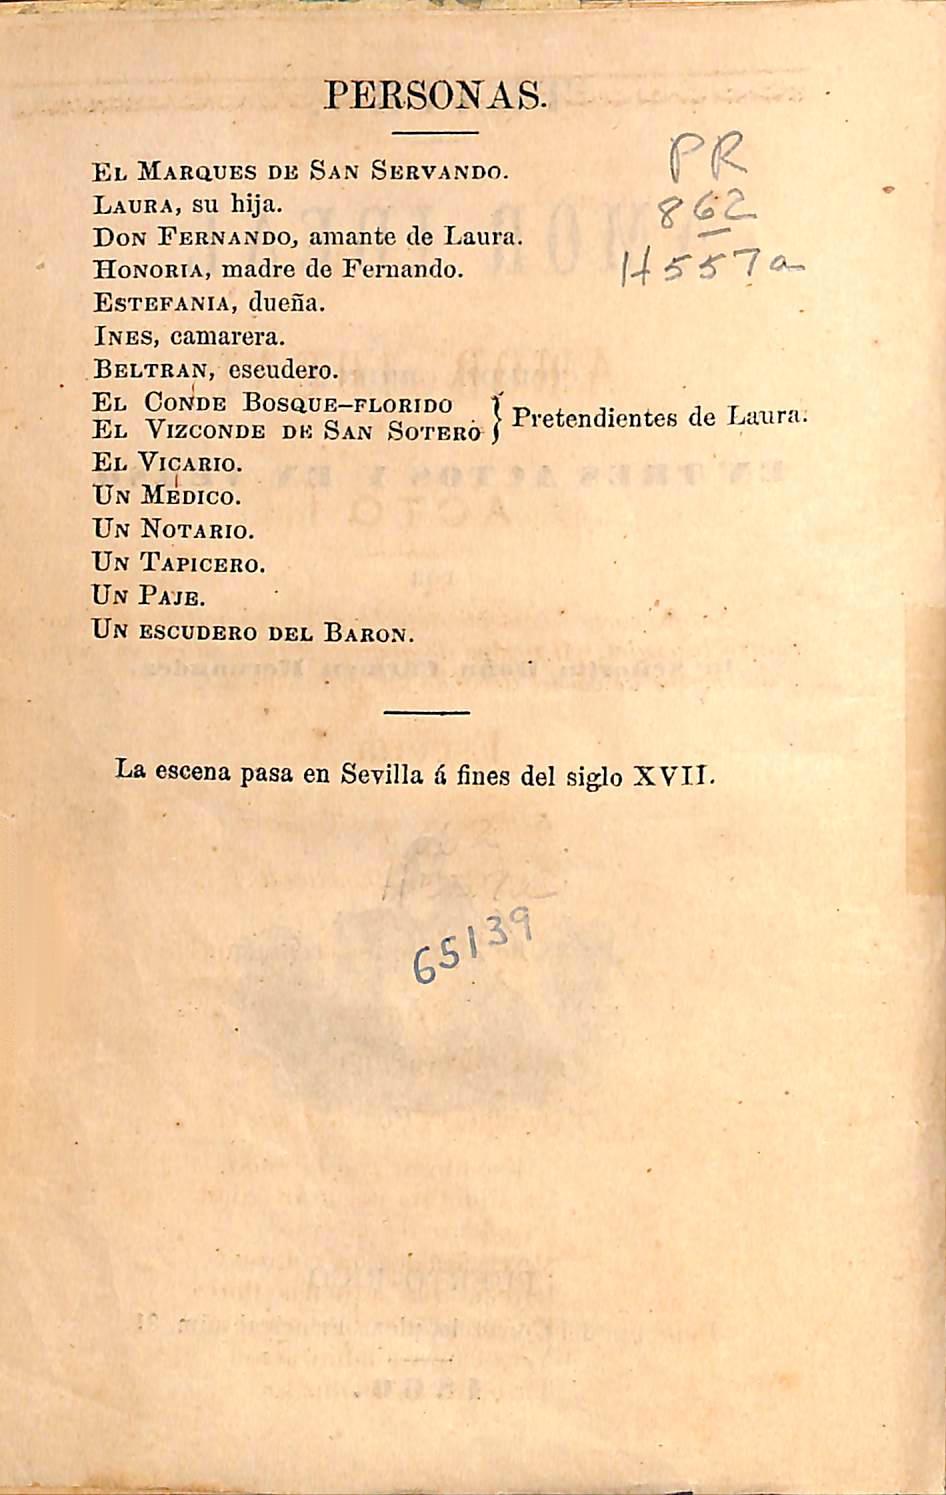 PERSONAS.
EL MARQUES DE SAN SERVANDO.
LAURA, su hija.
DON FERNANDO, amante de Laura.
HONORIA, madre de Fernando.
ESTEFANIA, dueña.
INES, camarera.
BELTRAN, escudero.
EL CONDE BOSQUE-FLORIDO
EL VIZCONDE DE SAN SOTERO } Pretendientes de Laura.
EL VICARIO.
UN MÉDICO.
UN NOTARIO.
UN TAPICERO.
UN PAJE.
UN ESCUDERO DEL BARON.
La escena pasa en Sevilla á fines del siglo XVII.
PR
862
H557a
65139